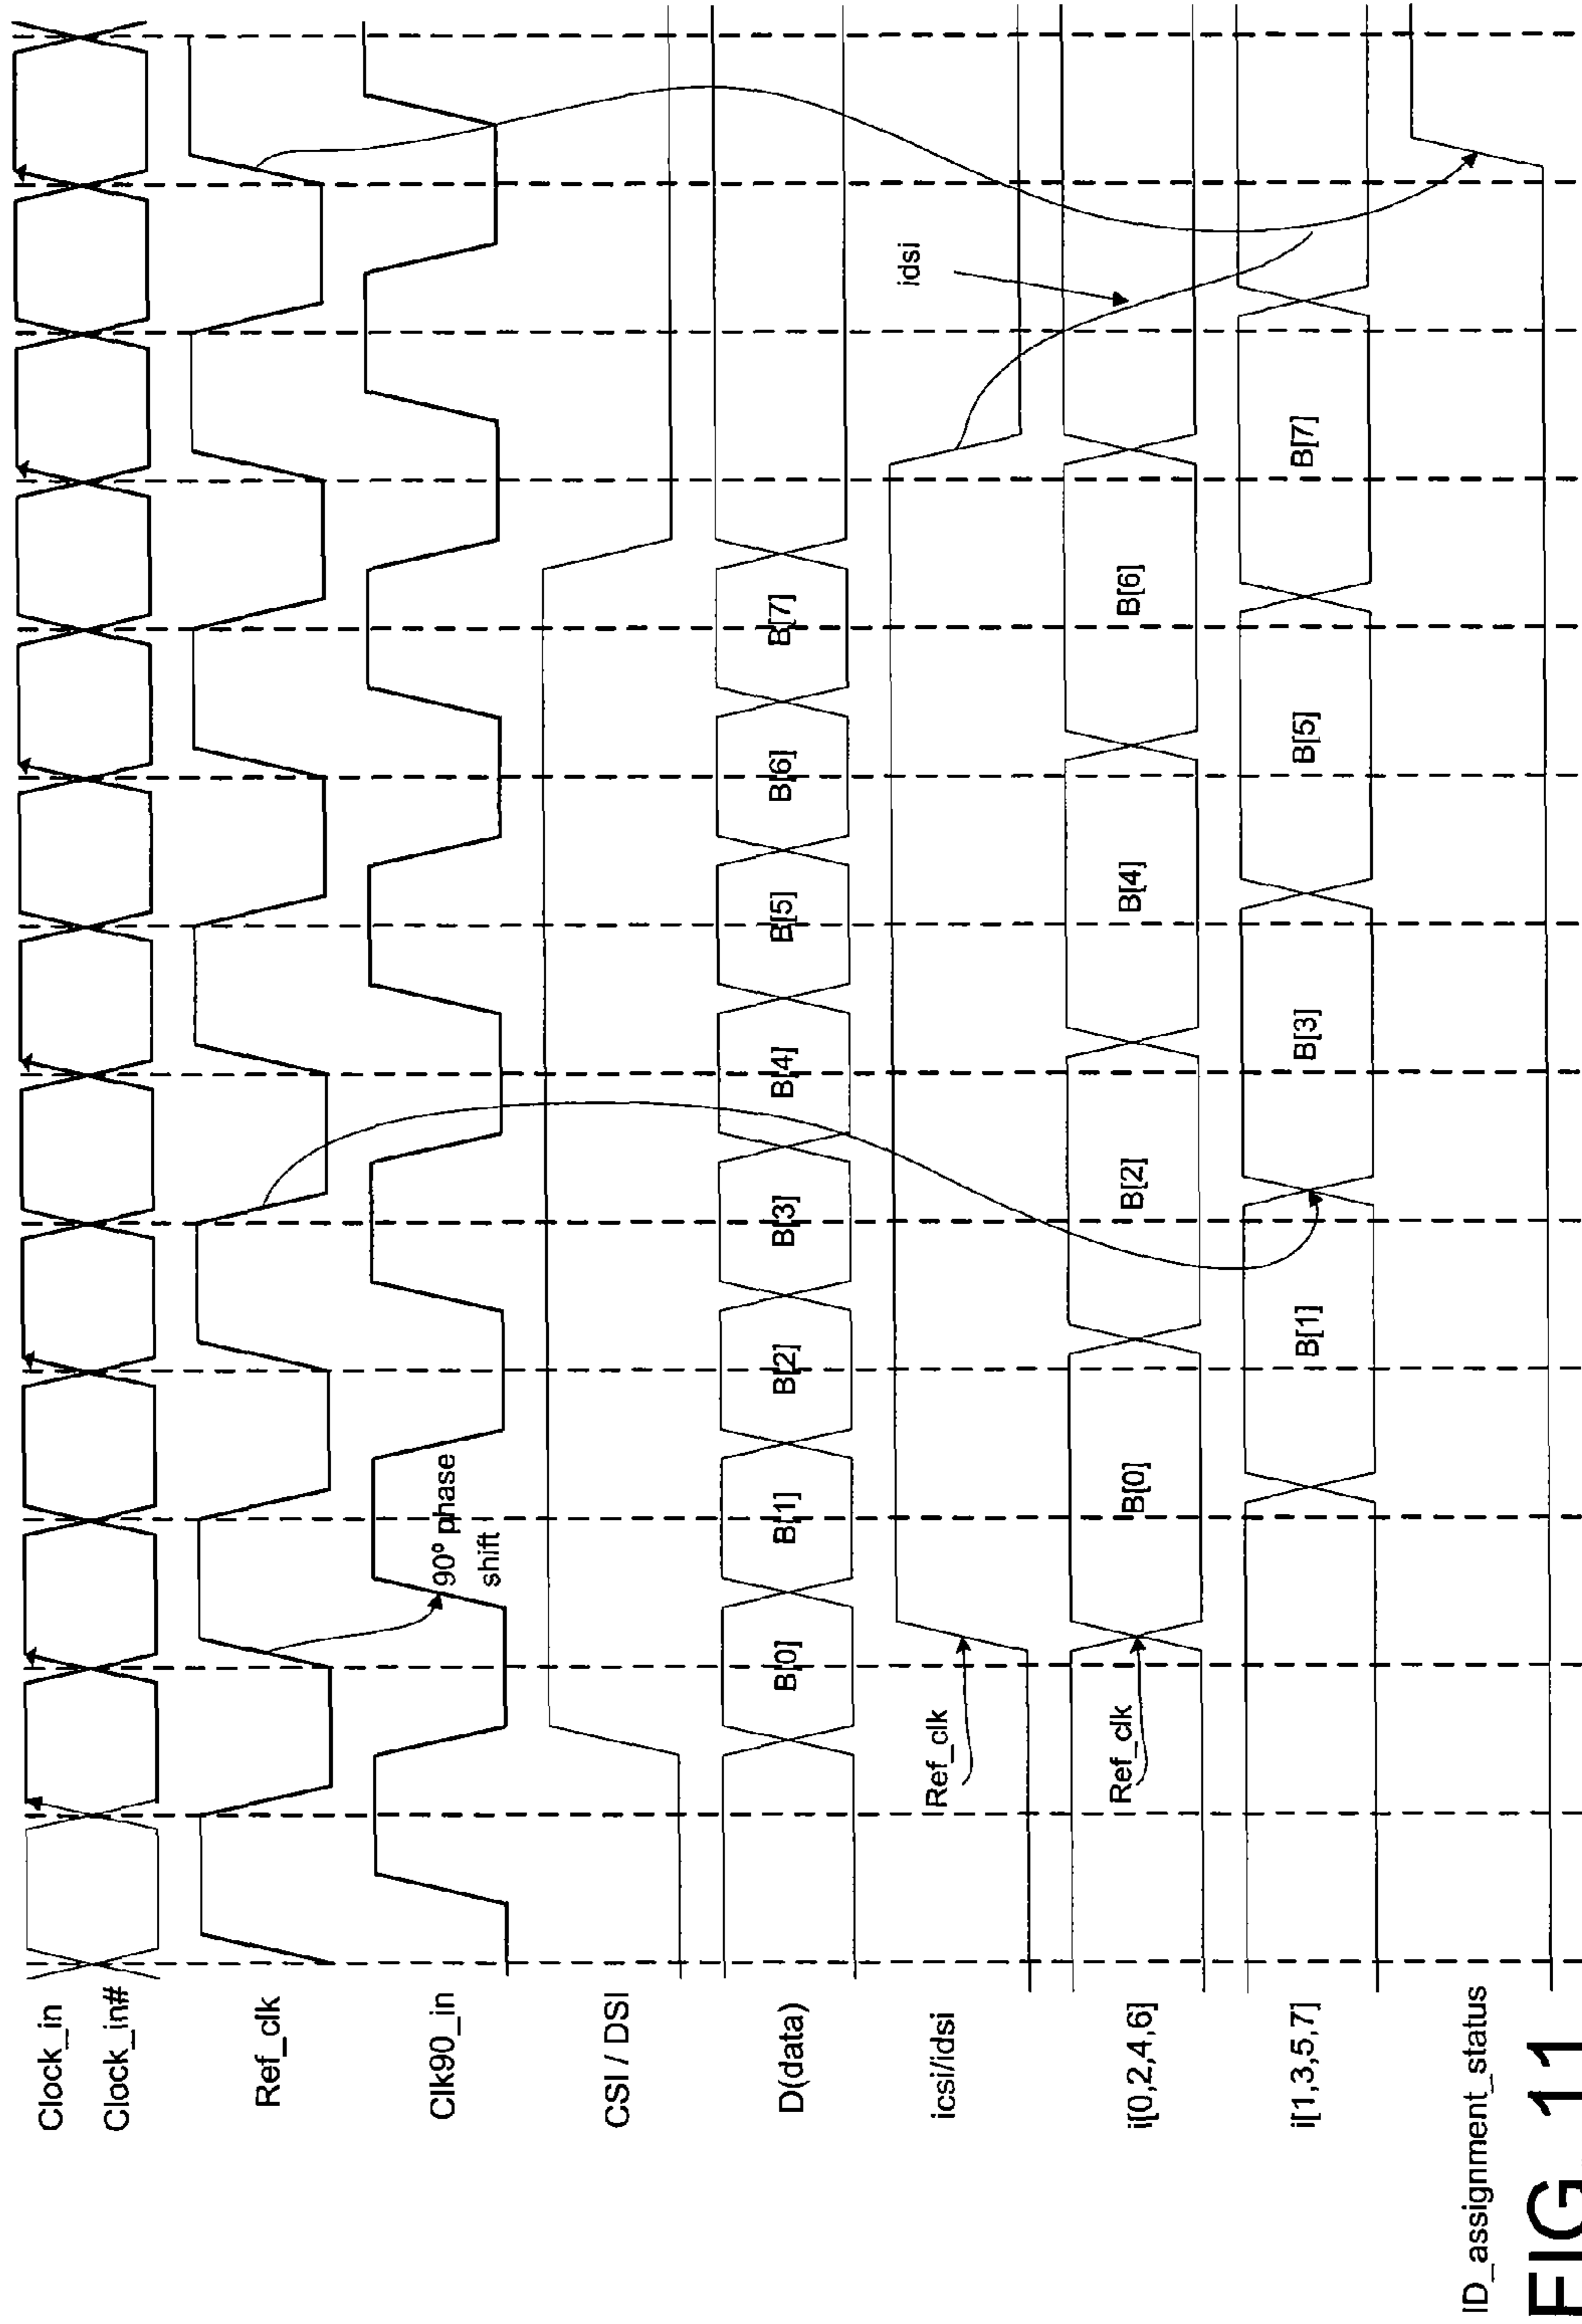 Clock_in
Clock_in#
Ref_clk
Clk90_in
90º phase
shift
CSI / DSI
D(data)
B[0]
B[1]
B[2]
B[3]
B[4]
B[5]
B[6]
B[7]
icsi/idsi
Ref_clk
idsi
i[0,2,4,6]
Ref_clk
B[0]
B[2]
B[4]
B[6]
i[1,3,5,7]
B[1]
B[3]
B[5]
B[7]
ID_assignment_status
FIG. 11